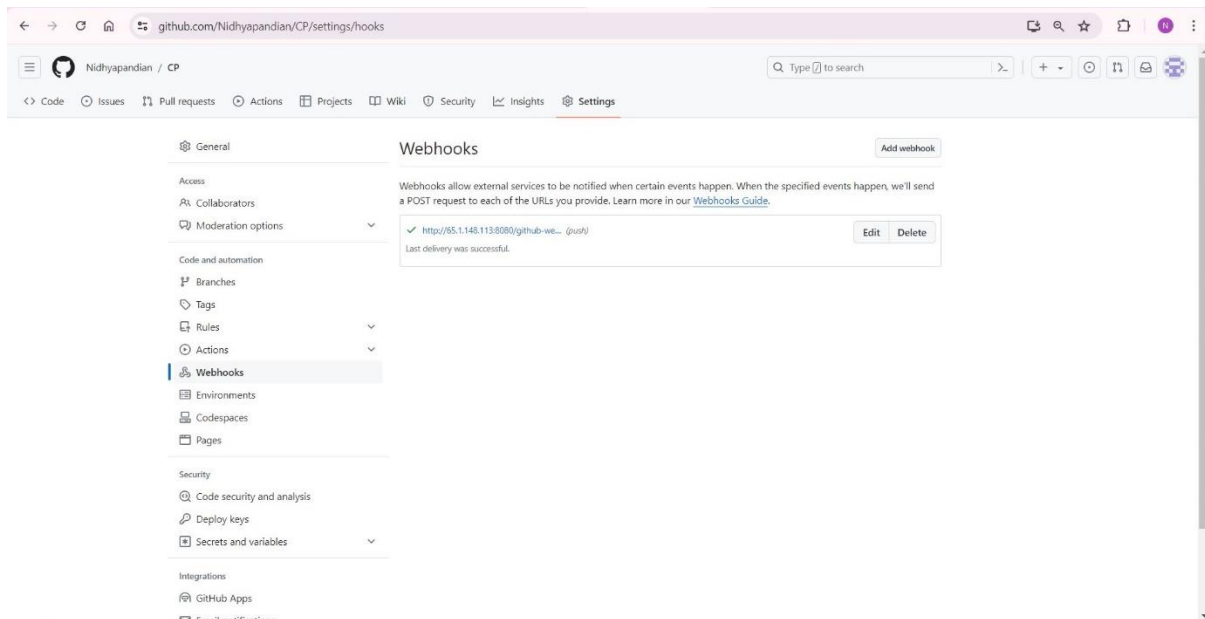 github.com/Nidhyapandian/CP/settings/hooks
N
Nidhyapandian / CP
Type / to search
Code Issues Pull requests Actions Projects Wiki Security Insights Settings
General
Access
Collaborators
Moderation options
Code and automation
Branches
Tags
Rules
Actions
Webhooks
Environments
Codespaces
Pages
Security
Code security and analysis
Deploy keys
Secrets and variables
Integrations
GitHub Apps
Webhooks
Add webhook
Webhooks allow external services to be notified when certain events happen. When the specified events happen, we'll send
a POST request to each of the URLs you provide. Learn more in our Webhooks Guide.
http://65.1.148.113:8080/github-we... (push)
Edit Delete
Last delivery was successful.